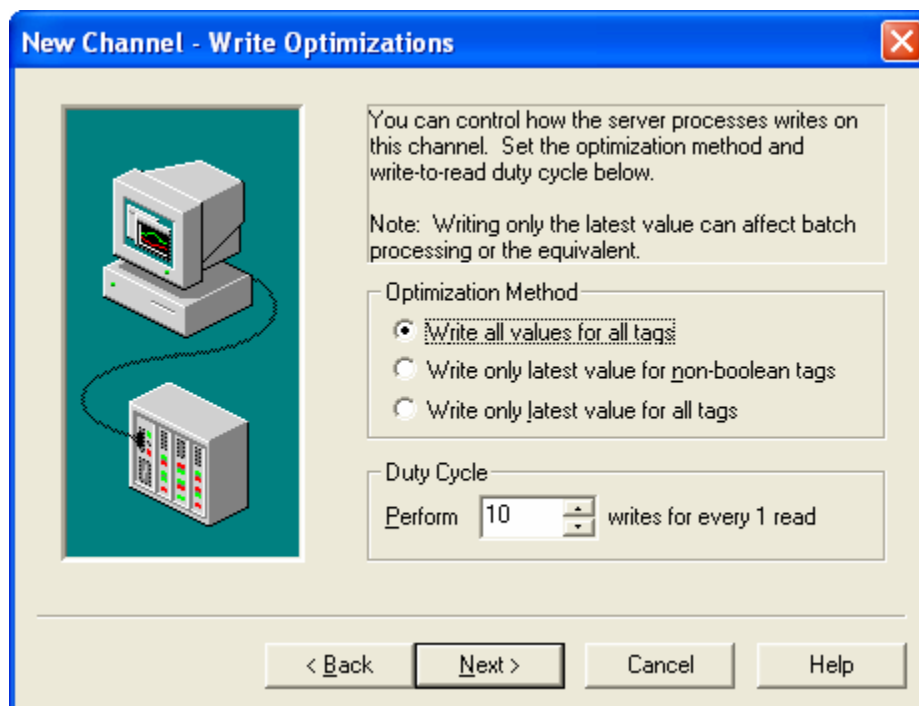 New Channel - Write Optimizations
You can control how the server processes writes on
this channel.  Set the optimization method and
write-to-read duty cycle below.
Note:  Writing only the latest value can affect batch
processing or the equivalent.
Optimization Method
Write all values for all tags
Write only latest value for non-boolean tags
Write only latest value for all tags
Duty Cycle
Perform 10 writes for every 1 read
< Back Next > Cancel Help